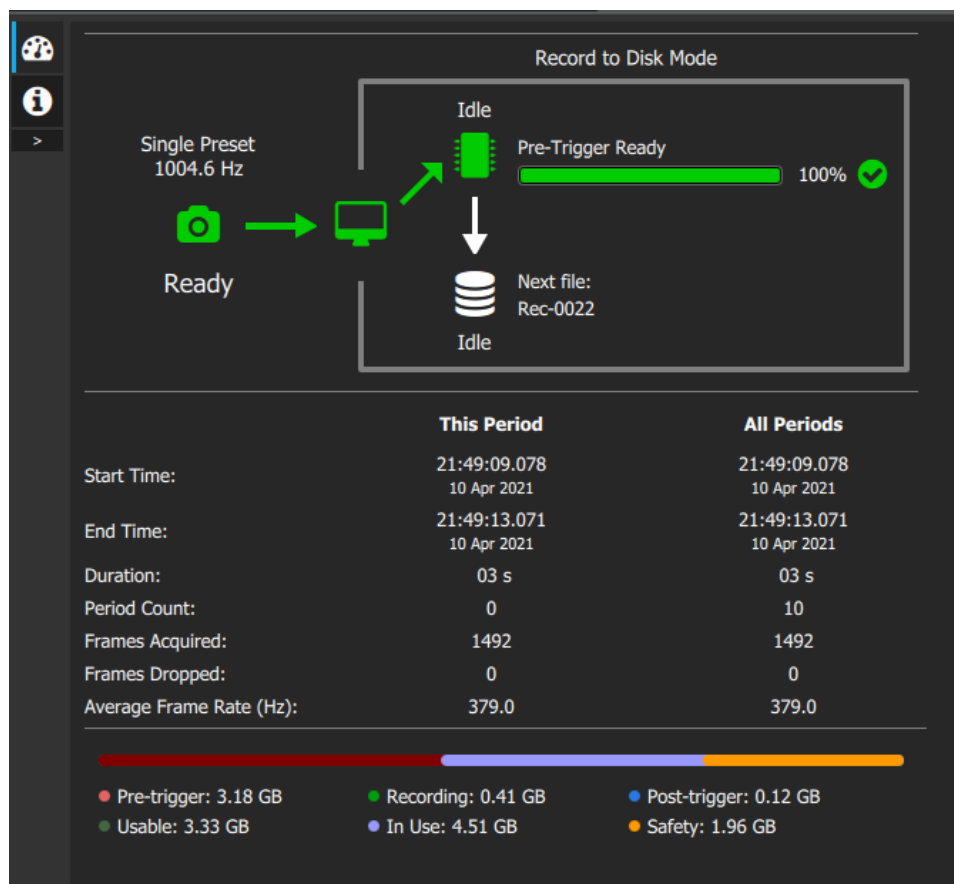 Record to Disk Mode
Idle
Single Preset
1004.6 Hz
Pre-Trigger Ready
100%
Ready
Next file:
Rec-0022
Idle
>
This Period All Periods
Start Time: 21:49:09.078 21:49:09.078
10 Apr 2021 10 Apr 2021
End Time: 21:49:13.071 21:49:13.071
10 Apr 2021 10 Apr 2021
Duration: 03 s 03 s
Period Count: 0 10
Frames Acquired: 1492 1492
Frames Dropped: 0 0
Average Frame Rate (Hz): 379.0 379.0
Pre-trigger: 3.18 GB Recording: 0.41 GB Post-trigger: 0.12 GB
Usable: 3.33 GB In Use: 4.51 GB Safety: 1.96 GB